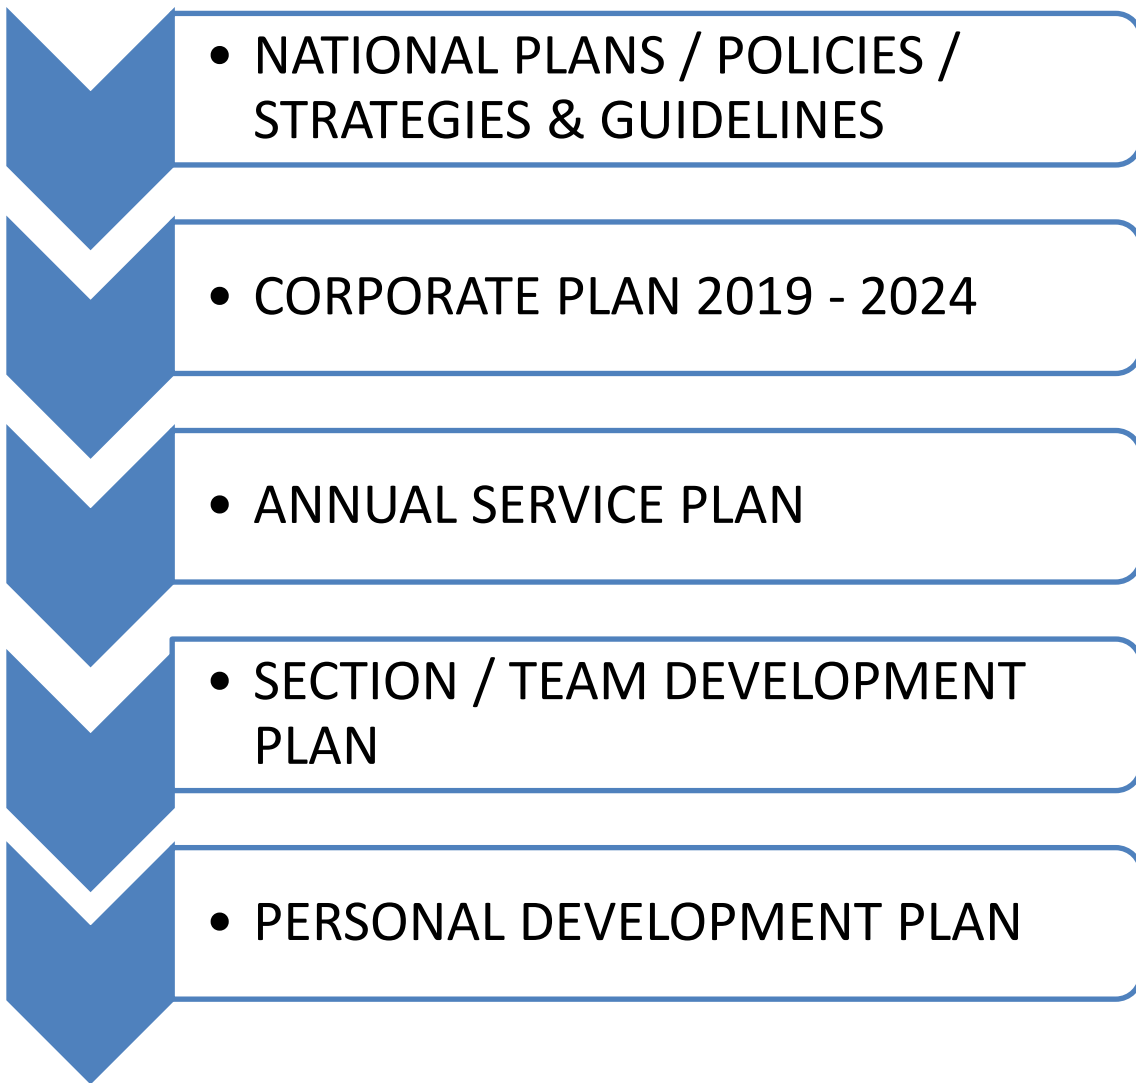 • NATIONAL PLANS / POLICIES /
STRATEGIES & GUIDELINES
• CORPORATE PLAN 2019 - 2024
• ANNUAL SERVICE PLAN
• SECTION / TEAM DEVELOPMENT
PLAN
• PERSONAL DEVELOPMENT PLAN